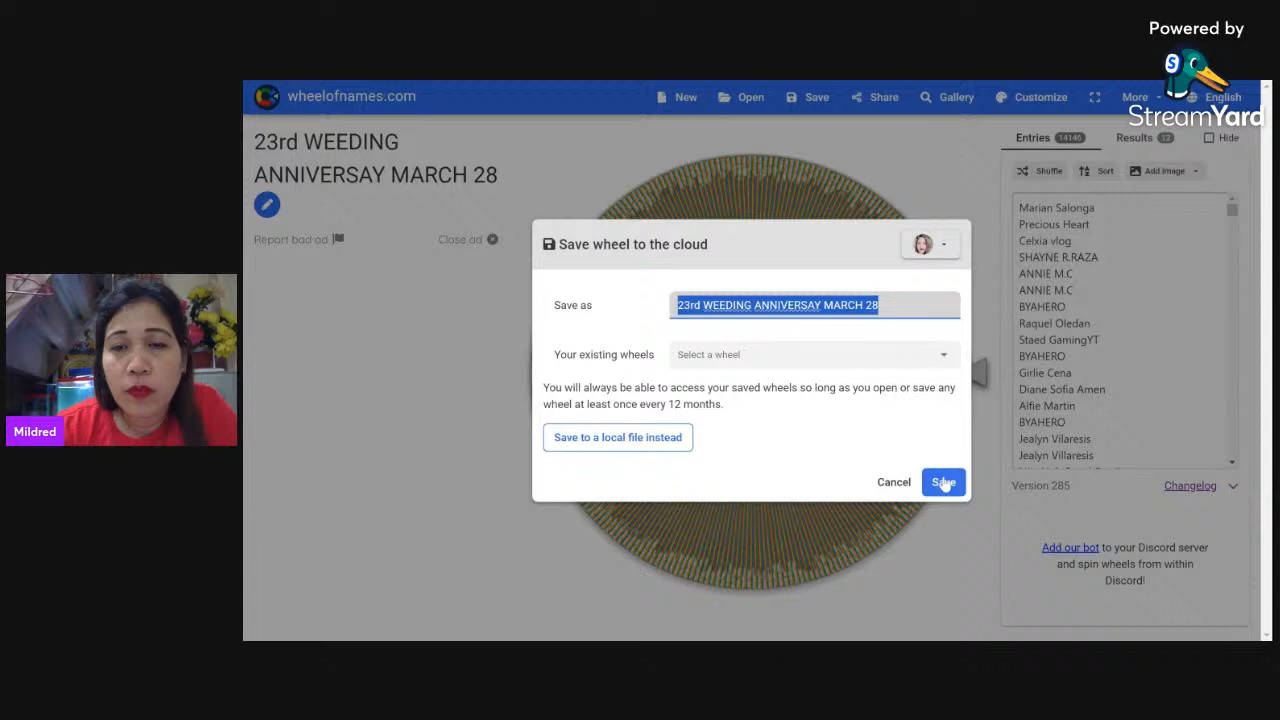 Powered by
StreamYard
wheelofnames.com
New
Open
Save
Share
Gallery
Customize
More
English
23rd WEEDING
ANNIVERSAY MARCH 28
Report bad ad
Close ad
Entries 14146
Results 12
Hide
Shuffle
Sort
Add image
Marian Salonga
Precious Heart
Celxia vlog
SHAYNE R.RAZA
ANNIE M.C
ANNIE M.C
BYAHERO
Raquel Oledan
Staed GamingYT
BYAHERO
Girlie Cena
Diane Sofia Amen
Alfie Martin
BYAHERO
Jealyn Vilaresis
Jealyn Villaresis
Version 285
Changelog
Add our bot to your Discord server
and spin wheels from within
Discord!
Save wheel to the cloud
Save as
23rd WEEDING ANNIVERSAY MARCH 28
Your existing wheels
Select a wheel
You will always be able to access your saved wheels so long as you open or save any
wheel at least once every 12 months.
Save to a local file instead
Cancel
Save
Mildred